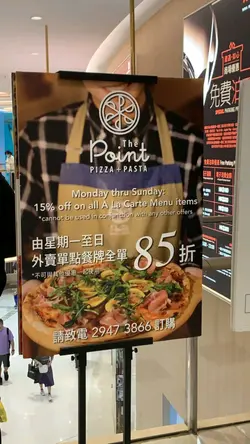 The
Point
PIZZA + PASTA
Monday thru Sunday:
15% off on all A La Carte Menu items
*cannot be used in conjunction with any other offers
由星期一至日
外賣單點餐牌全單 85折
請致電 2947 3866 訂購
免費